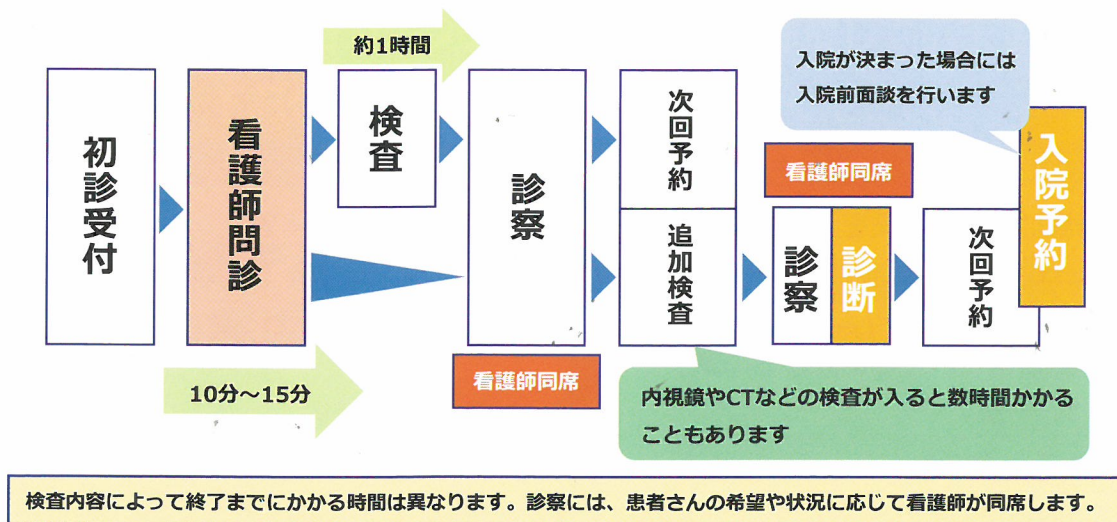 約1時間
入院が決まった場合には
入院前面談を行います
初診受付
看護師問診
検査
診察
次回予約
追加検査
看護師同席
診察
診断
次回予約
入院予約
10分～15分
看護師同席
内視鏡やCTなどの検査が入ると数時間かかる
こともあります
検査内容によって終了までにかかる時間は異なります。診察には、患者さんの希望や状況に応じて看護師が同席します。